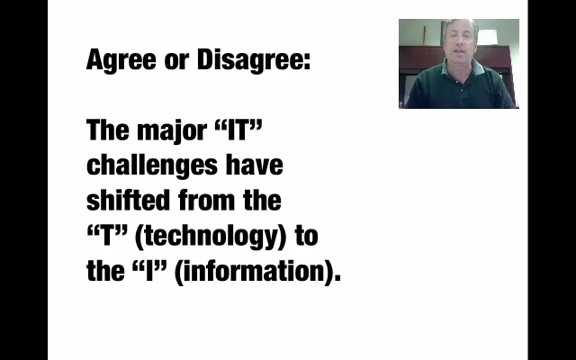 Agree or Disagree:
The major “IT”
challenges have
shifted from the
“T” (technology) to
the “I” (information).